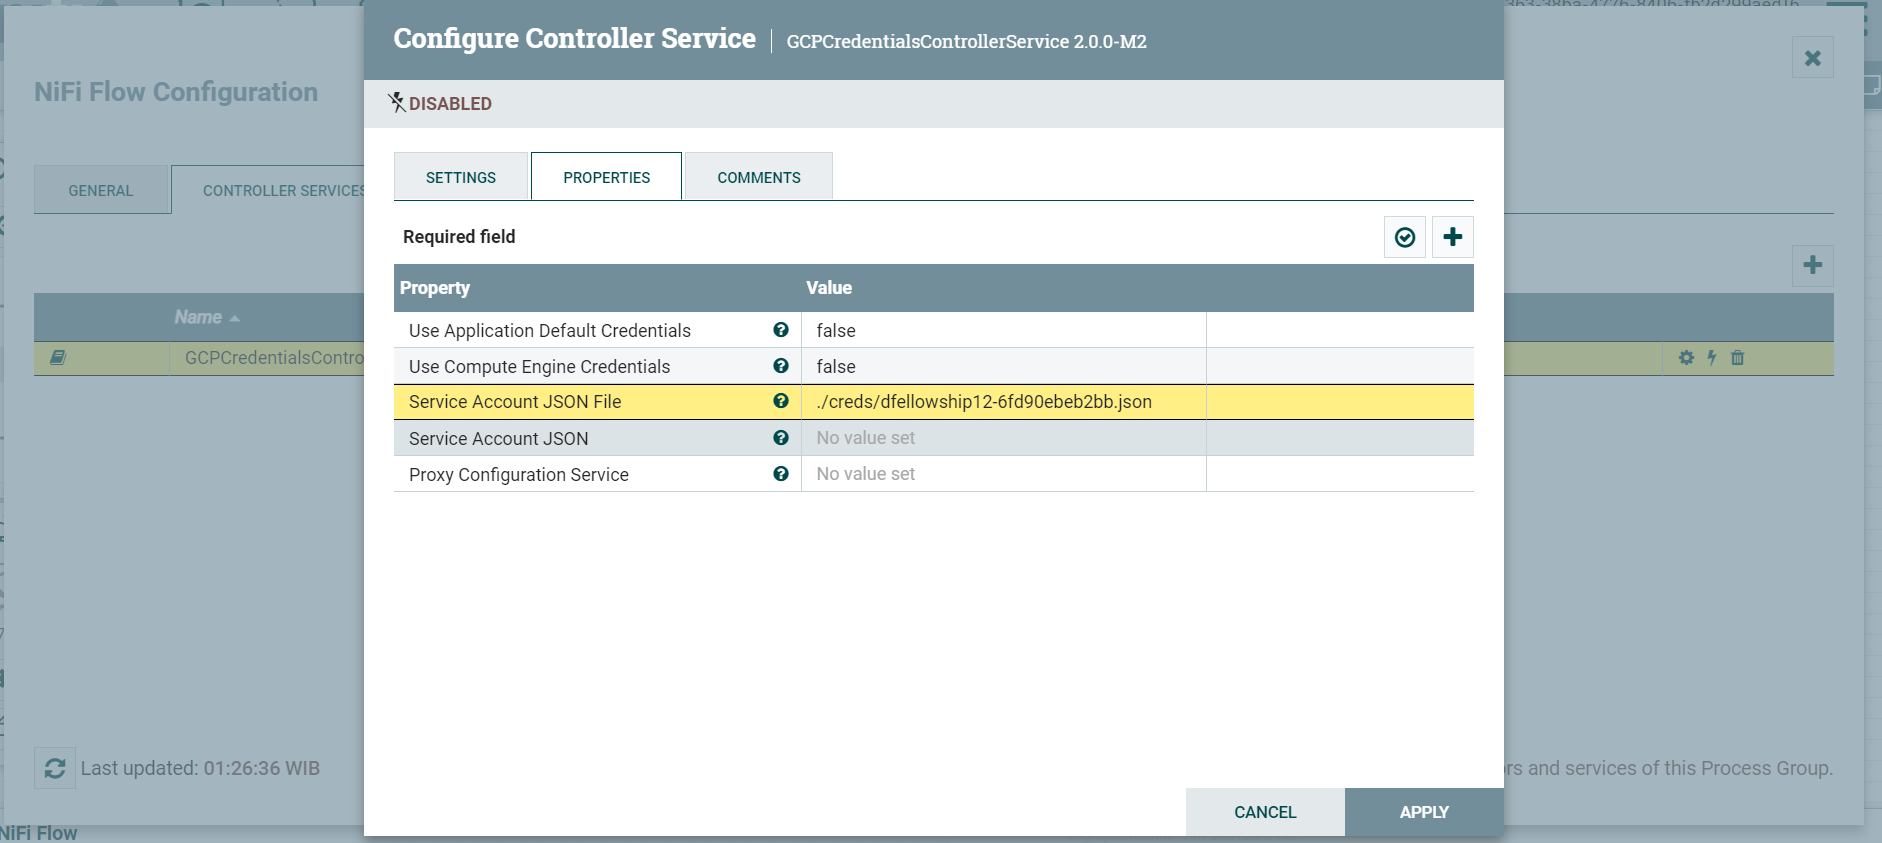 Configure Controller Service | GCPCredentialsControllerService 2.0.0-M2
NiFi Flow Configuration
DISABLED
GENERAL
CONTROLLER SERVICES
SETTINGS
PROPERTIES
COMMENTS
Required field
Property Value
Use Application Default Credentials false
Use Compute Engine Credentials false
Service Account JSON File ./creds/dfellowship12-6fd90ebeb2bb.json
Service Account JSON No value set
Proxy Configuration Service No value set
Name
GCPCredentialsContro
Last updated: 01:26:36 WIB
ors and services of this Process Group.
CANCEL
APPLY
NiFi Flow